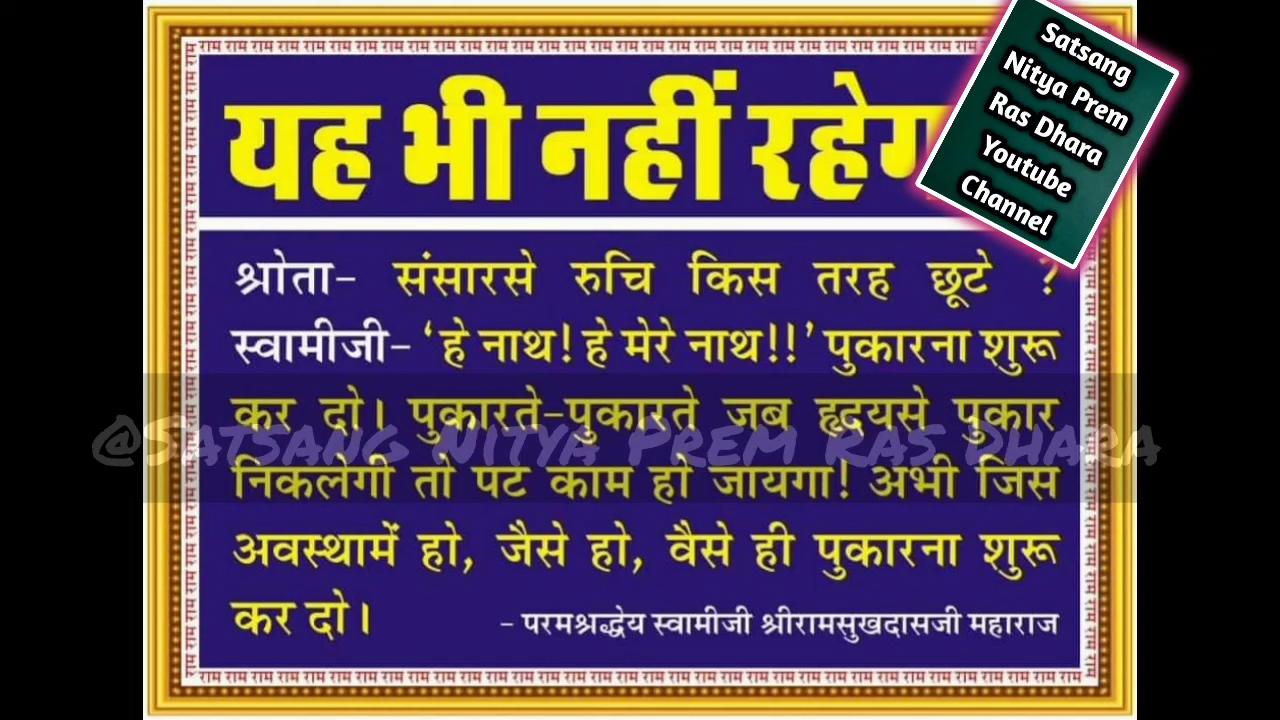 राम राम राम राम राम राम राम राम राम राम राम राम राम राम राम राम राम राम राम राम
Satsang
Nitya Prem
Ras Dhara
Youtube
Channel
यह भी नहीं
श्रोता- संसारसे रुचि किस तरह छूटे ?
स्वामीजी- ‘हे नाथ! हे मेरे नाथ!!’ पुकारना शुरू
कर दो। पुकारते-पुकारते जब हृदयसे पुकार
@Satsang Nitya Prem Ras Dhara
निकलेगी तो पट काम हो जायगा! अभी जिस
अवस्थामें हो, जैसे हो, वैसे ही पुकारना शुरू
कर दो।
- परमश्रद्धेय स्वामीजी श्रीरामसुखदासजी महाराज
राम राम राम राम राम राम राम राम राम राम राम राम राम राम राम राम राम राम राम राम राम राम राम